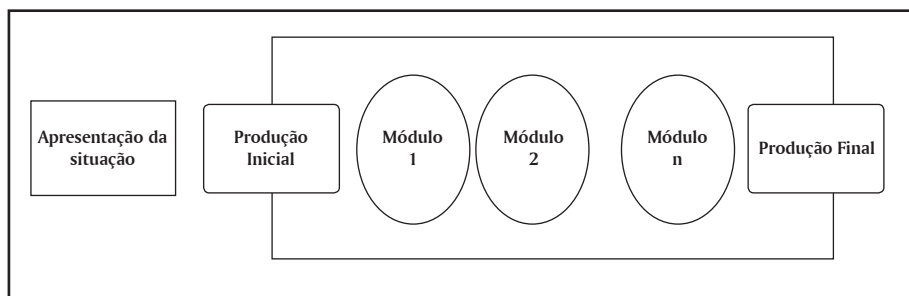 Apresentação da
situação
Produção
Inicial
Módulo
1
Módulo
2
Módulo
n
Produção Final